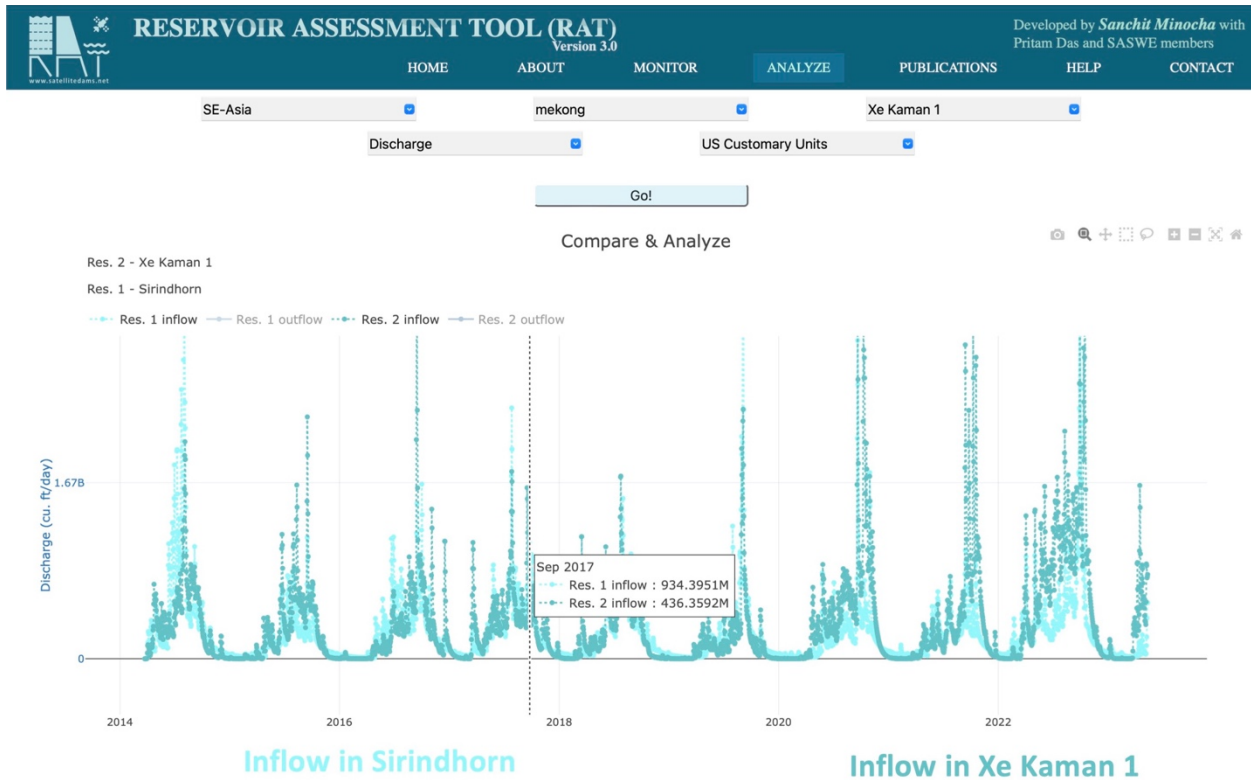 RESERVOIR ASSESSMENT TOOL (RAT)
Version 3.0
Developed by Sanchit Minocha with
Pritam Das and SASWE members
RAT
www.satellitedams.net
HOME ABOUT MONITOR ANALYZE PUBLICATIONS HELP CONTACT
SE-Asia mekong Xe Kaman 1
Discharge US Customary Units
Go!
Compare & Analyze
Res. 2 - Xe Kaman 1
Res. 1 - Sirindhorn
Res. 1 inflow Res. 1 outflow Res. 2 inflow Res. 2 outflow
Discharge (cu. ft/day)
1.67B
Sep 2017
Res. 1 inflow : 934.3951M
Res. 2 inflow : 436.3592M
0
2014 2016 2018 2020 2022
Inflow in Sirindhorn Inflow in Xe Kaman 1